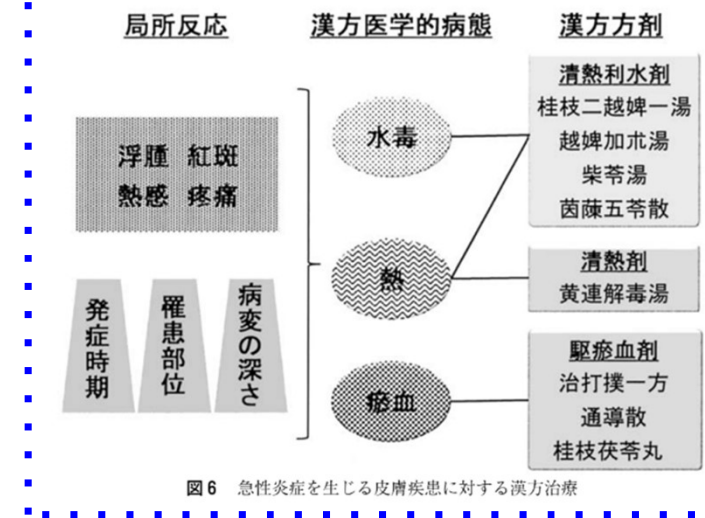 局所反応
漢方医学的病態
漢方方剤
浮腫 紅斑
熱感 疼痛
発症時期
罹患部位
病変の深さ
水毒
熱
瘀血
清熱利水剤
桂枝二越婢一湯
越婢加朮湯
柴苓湯
茵蔯五苓散
清熱剤
黄連解毒湯
駆瘀血剤
治打撲一方
通導散
桂枝茯苓丸
図6 急性炎症を生じる皮膚疾患に対する漢方治療